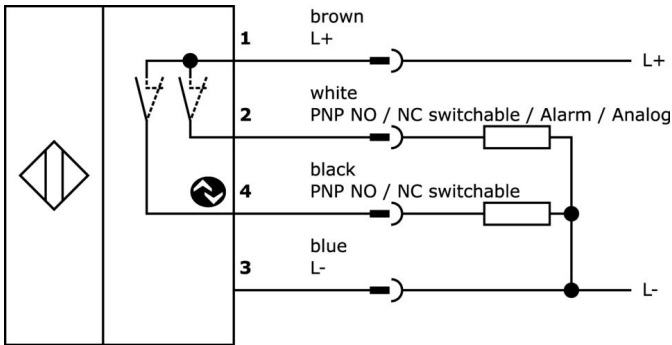 brown
1 L+
L+
white
2 PNP NO / NC switchable / Alarm / Analog
black
4 PNP NO / NC switchable
blue
3 L-
L-